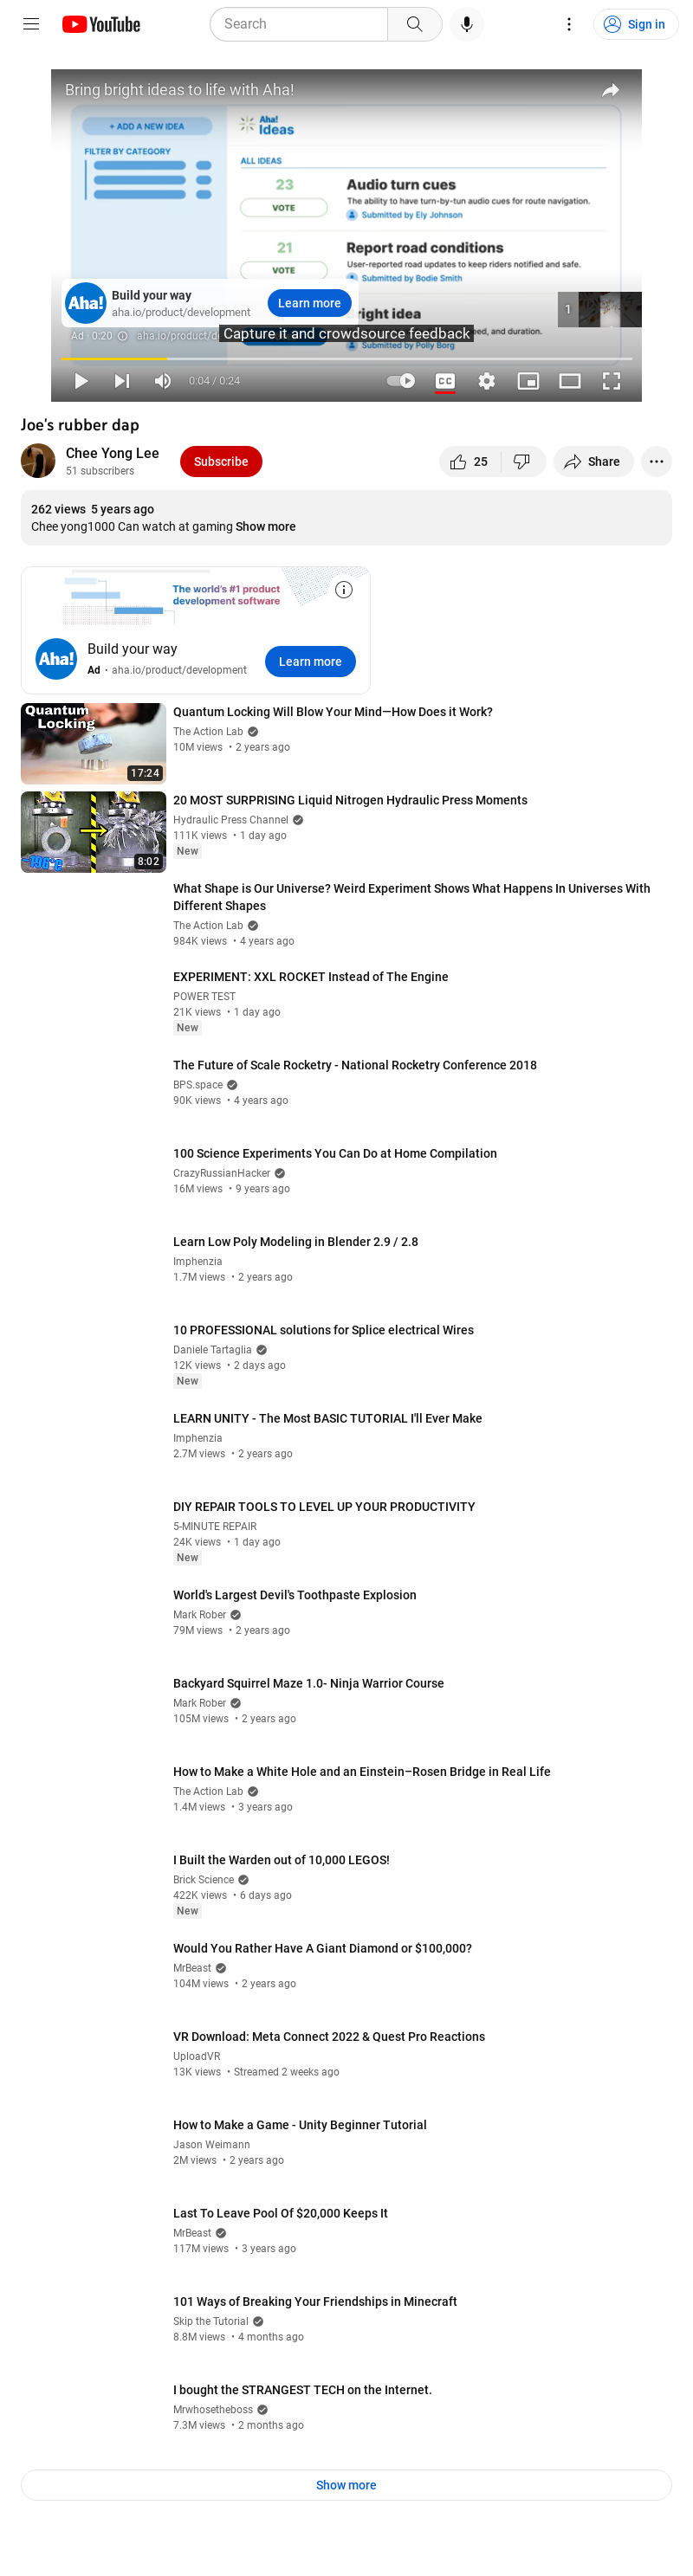 YouTube
Search
Sign in
Bring bright ideas to life with Aha!
+ ADD A NEW IDEA
Aha!
Ideas
FILTER BY CATEGORY
ALL IDEAS
23
VOTE
Audio turn cues
The ability to have turn-by-tun audio cues for route navigation.
Submitted by Ely Johnson
21
VOTE
Report road conditions
User-reported road updates to keep riders notified and safe.
Submitted by Bodie Smith
Aha!
Build your way
aha.io/product/development
Learn more
right idea
eed, and duration.
Submitted by Polly Borg
1
Ad · 0:20
aha.io/product/de
Capture it and crowdsource feedback
0:04 / 0:24
CC
Joe's rubber dap
Chee Yong Lee
51 subscribers
Subscribe
25
Share
262 views 5 years ago
Chee yong1000 Can watch at gaming Show more
The world's #1 product
development software
Aha!
Build your way
Ad • aha.io/product/development
Learn more
Quantum
Locking
17:24
Quantum Locking Will Blow Your Mind—How Does it Work?
The Action Lab
10M views • 2 years ago
-196°c
8:02
20 MOST SURPRISING Liquid Nitrogen Hydraulic Press Moments
Hydraulic Press Channel
111K views • 1 day ago
New
What Shape is Our Universe? Weird Experiment Shows What Happens In Universes With
Different Shapes
The Action Lab
984K views • 4 years ago
EXPERIMENT: XXL ROCKET Instead of The Engine
POWER TEST
21K views • 1 day ago
New
The Future of Scale Rocketry - National Rocketry Conference 2018
BPS.space
90K views • 4 years ago
100 Science Experiments You Can Do at Home Compilation
CrazyRussianHacker
16M views • 9 years ago
Learn Low Poly Modeling in Blender 2.9 / 2.8
Imphenzia
1.7M views • 2 years ago
10 PROFESSIONAL solutions for Splice electrical Wires
Daniele Tartaglia
12K views • 2 days ago
New
LEARN UNITY - The Most BASIC TUTORIAL I'll Ever Make
Imphenzia
2.7M views • 2 years ago
DIY REPAIR TOOLS TO LEVEL UP YOUR PRODUCTIVITY
5-MINUTE REPAIR
24K views • 1 day ago
New
World's Largest Devil's Toothpaste Explosion
Mark Rober
79M views • 2 years ago
Backyard Squirrel Maze 1.0- Ninja Warrior Course
Mark Rober
105M views • 2 years ago
How to Make a White Hole and an Einstein–Rosen Bridge in Real Life
The Action Lab
1.4M views • 3 years ago
I Built the Warden out of 10,000 LEGOS!
Brick Science
422K views • 6 days ago
New
Would You Rather Have A Giant Diamond or $100,000?
MrBeast
104M views • 2 years ago
VR Download: Meta Connect 2022 & Quest Pro Reactions
UploadVR
13K views • Streamed 2 weeks ago
How to Make a Game - Unity Beginner Tutorial
Jason Weimann
2M views • 2 years ago
Last To Leave Pool Of $20,000 Keeps It
MrBeast
117M views • 3 years ago
101 Ways of Breaking Your Friendships in Minecraft
Skip the Tutorial
8.8M views • 4 months ago
I bought the STRANGEST TECH on the Internet.
Mrwhosetheboss
7.3M views • 2 months ago
Show more